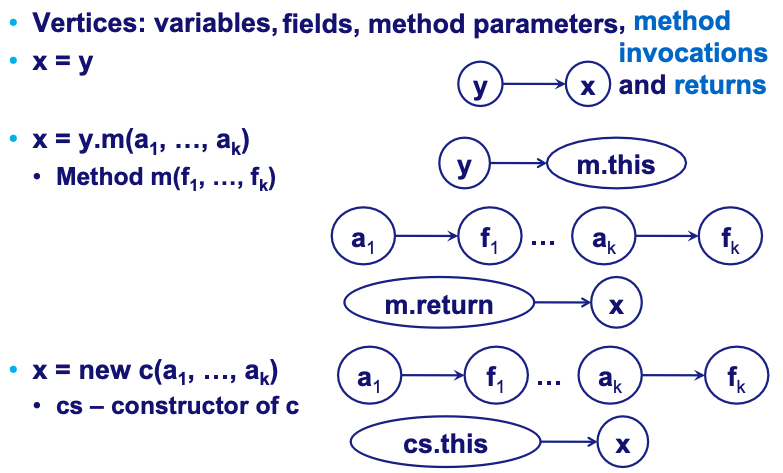 • Vertices: variables, fields, method parameters, method
invocations
and returns
• x = y
y x
• x = y.m(a₁, …, aₖ)
y m.this
• Method m(f₁, …, fₖ)
a₁ f₁ … aₖ fₖ
m.return x
• x = new c(a₁, …, aₖ)
a₁ f₁ … aₖ fₖ
• cs – constructor of c
cs.this x